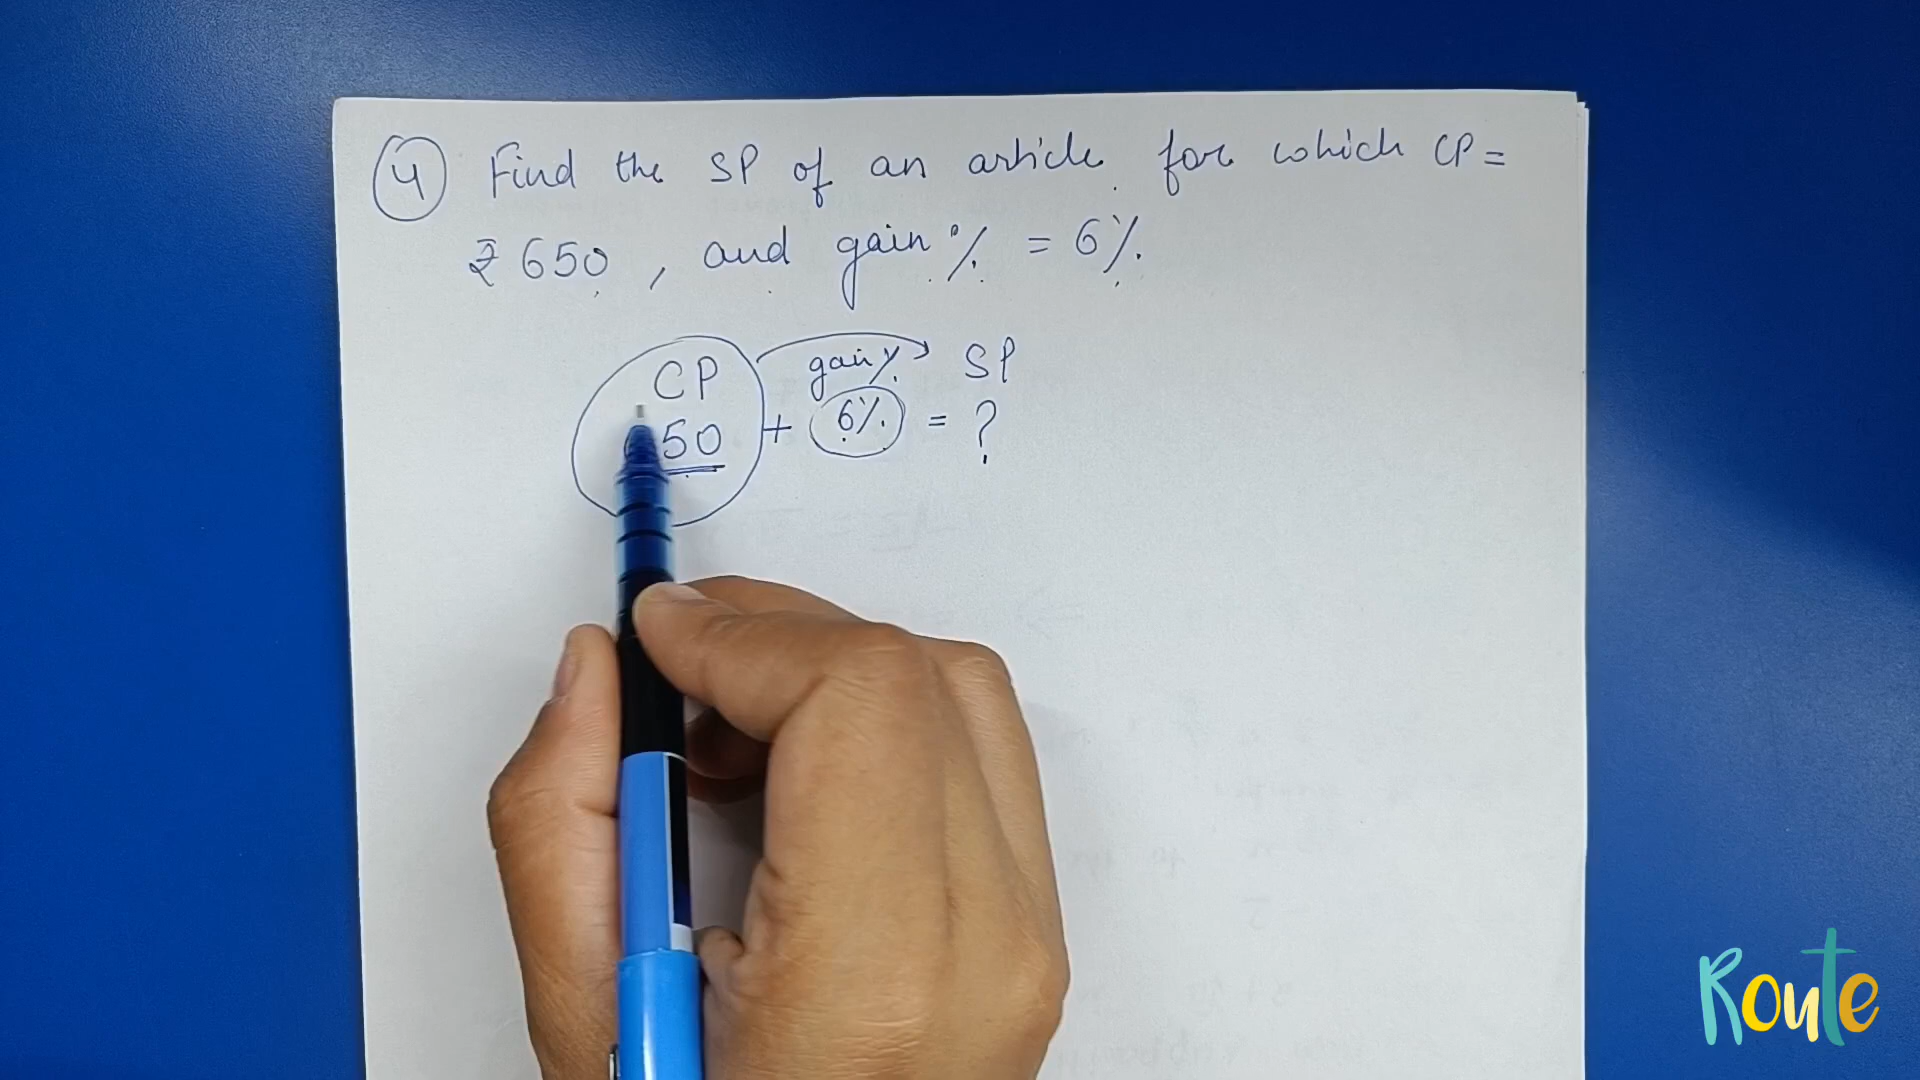 4 Find the SP of an article for which CP =
₹ 650 , and gain % = 6%.
CP gain% SP
50 + 6% = ?
Route